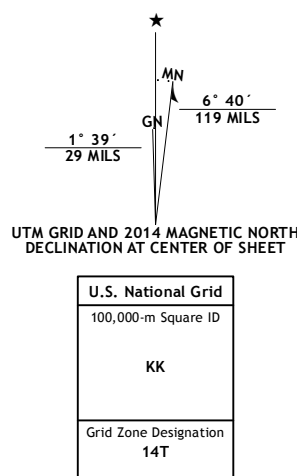 ★
MN
6° 40´
119 MILS
GN
1° 39´
29 MILS
UTM GRID AND 2014 MAGNETIC NORTH
DECLINATION AT CENTER OF SHEET
U.S. National Grid
100,000-m Square ID
KK
Grid Zone Designation
14T